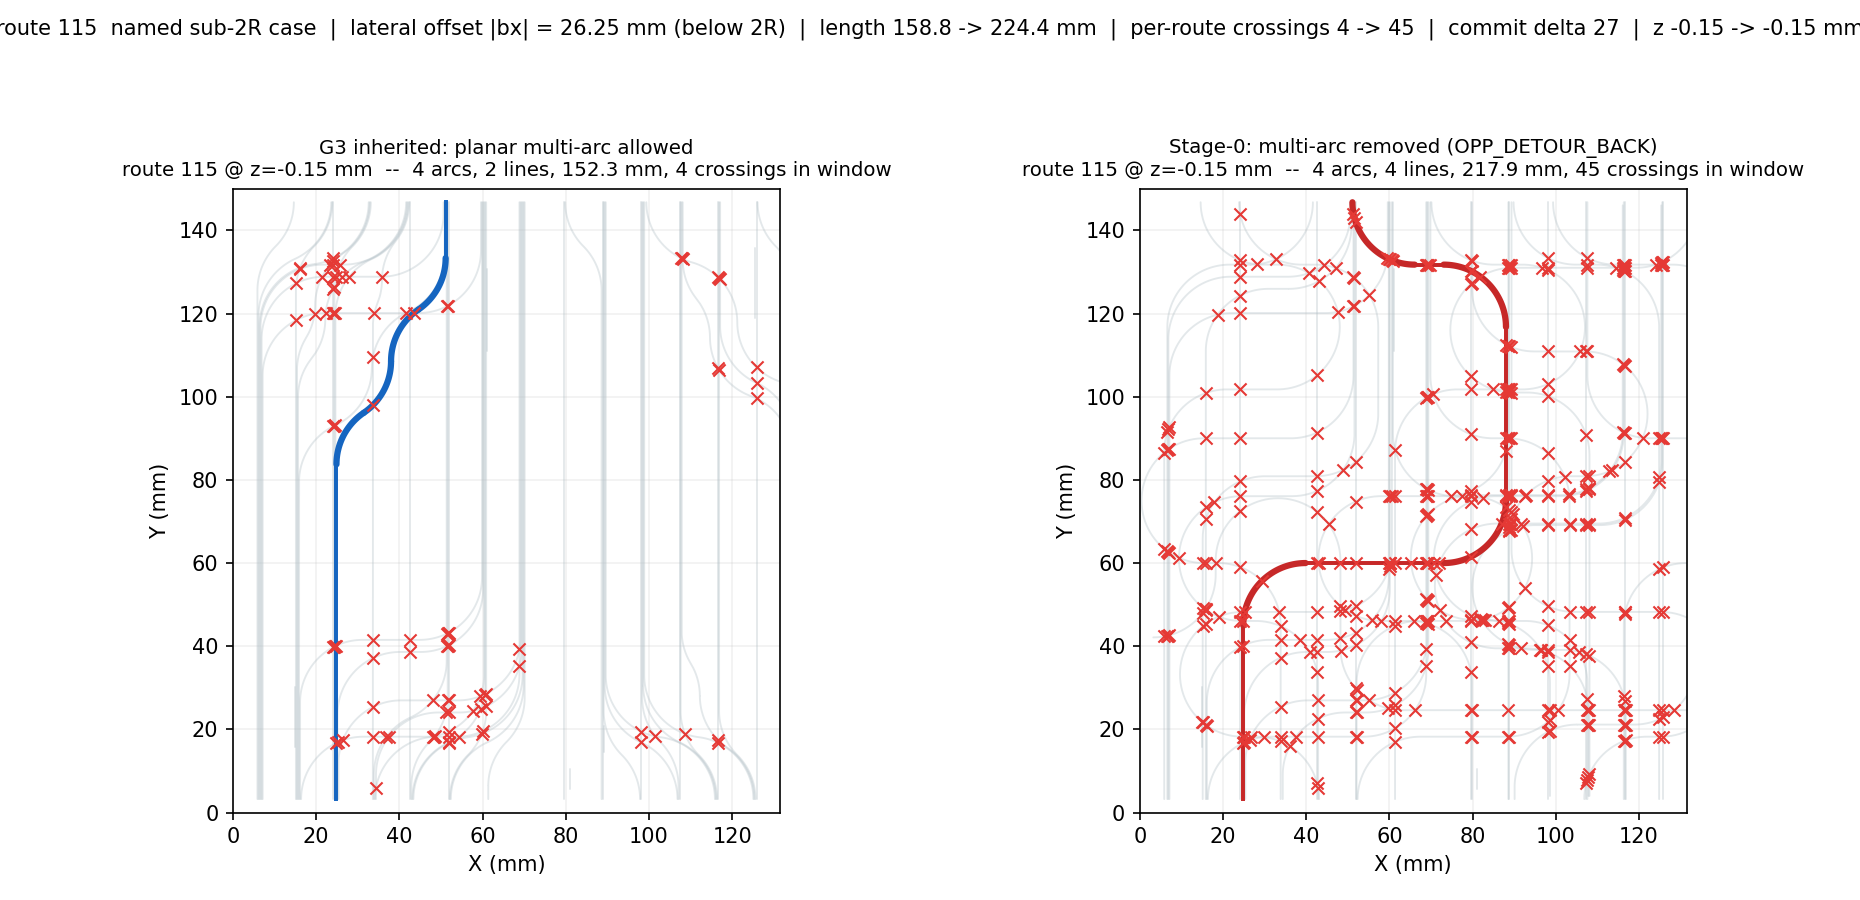 route 115  named sub-2R case  |  lateral offset |bx| = 26.25 mm (below 2R)  |  length 158.8 -> 224.4 mm  |  per-route crossings 4 -> 45  |  commit delta 27  |  z -0.15 -> -0.15 mm
G3 inherited: planar multi-arc allowed
route 115 @ z=-0.15 mm  --  4 arcs, 2 lines, 152.3 mm, 4 crossings in window
140
120
100
80
60
40
20
0
Y (mm)
0 20 40 60 80 100 120
X (mm)
Stage-0: multi-arc removed (OPP_DETOUR_BACK)
route 115 @ z=-0.15 mm  --  4 arcs, 4 lines, 217.9 mm, 45 crossings in window
140
120
100
80
60
40
20
0
Y (mm)
0 20 40 60 80 100 120
X (mm)